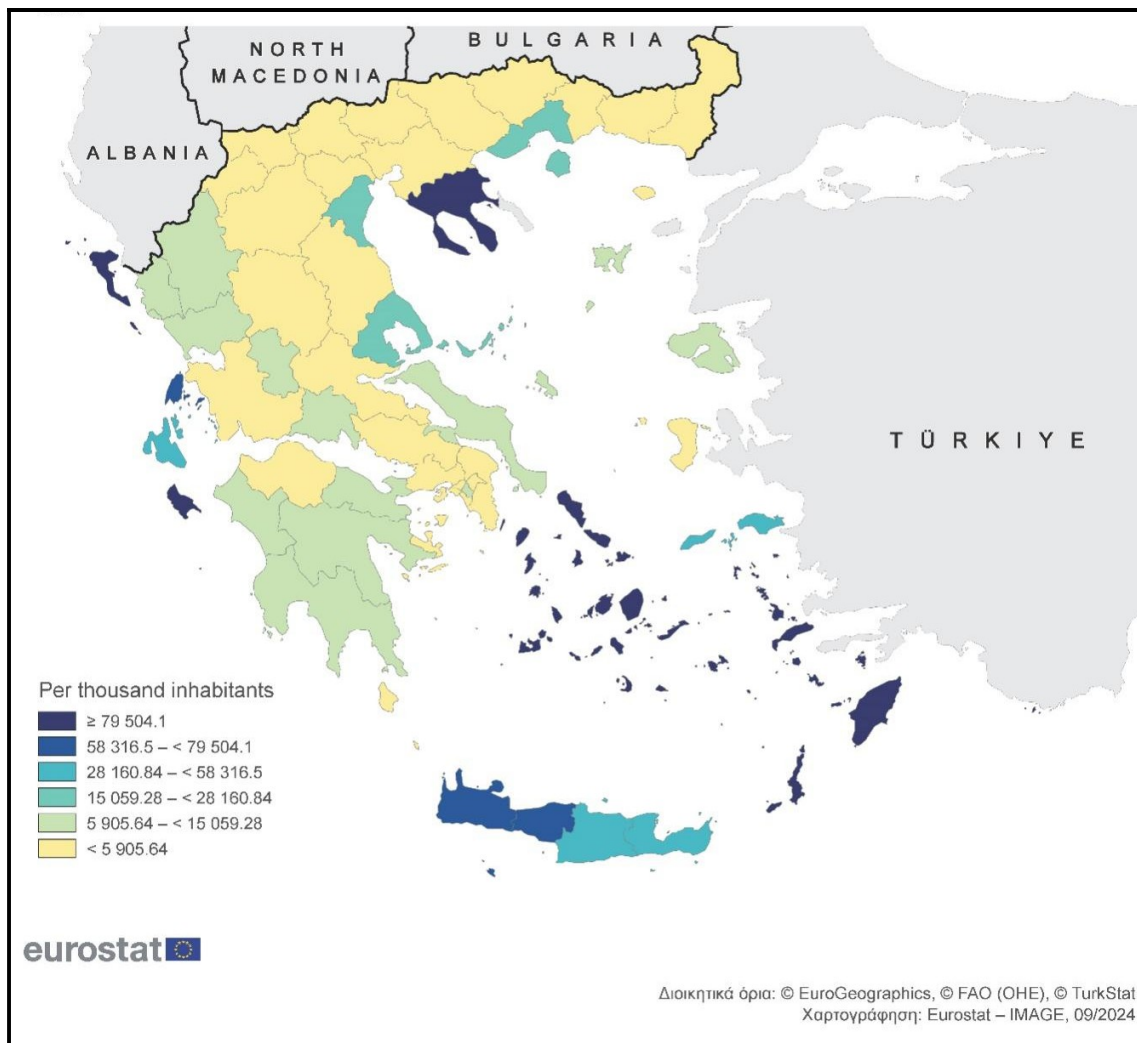 NORTH
MACEDONIA
BULGARIA
ALBANIA
TÜRKIYE
Per thousand inhabitants
≥ 79 504.1
58 316.5 – < 79 504.1
28 160.84 – < 58 316.5
15 059.28 – < 28 160.84
5 905.64 – < 15 059.28
< 5 905.64
eurostat
Διοικητικά όρια: © EuroGeographics, © FAO (ΟΗΕ), © TurkStat
Χαρτογράφηση: Eurostat – IMAGE, 09/2024